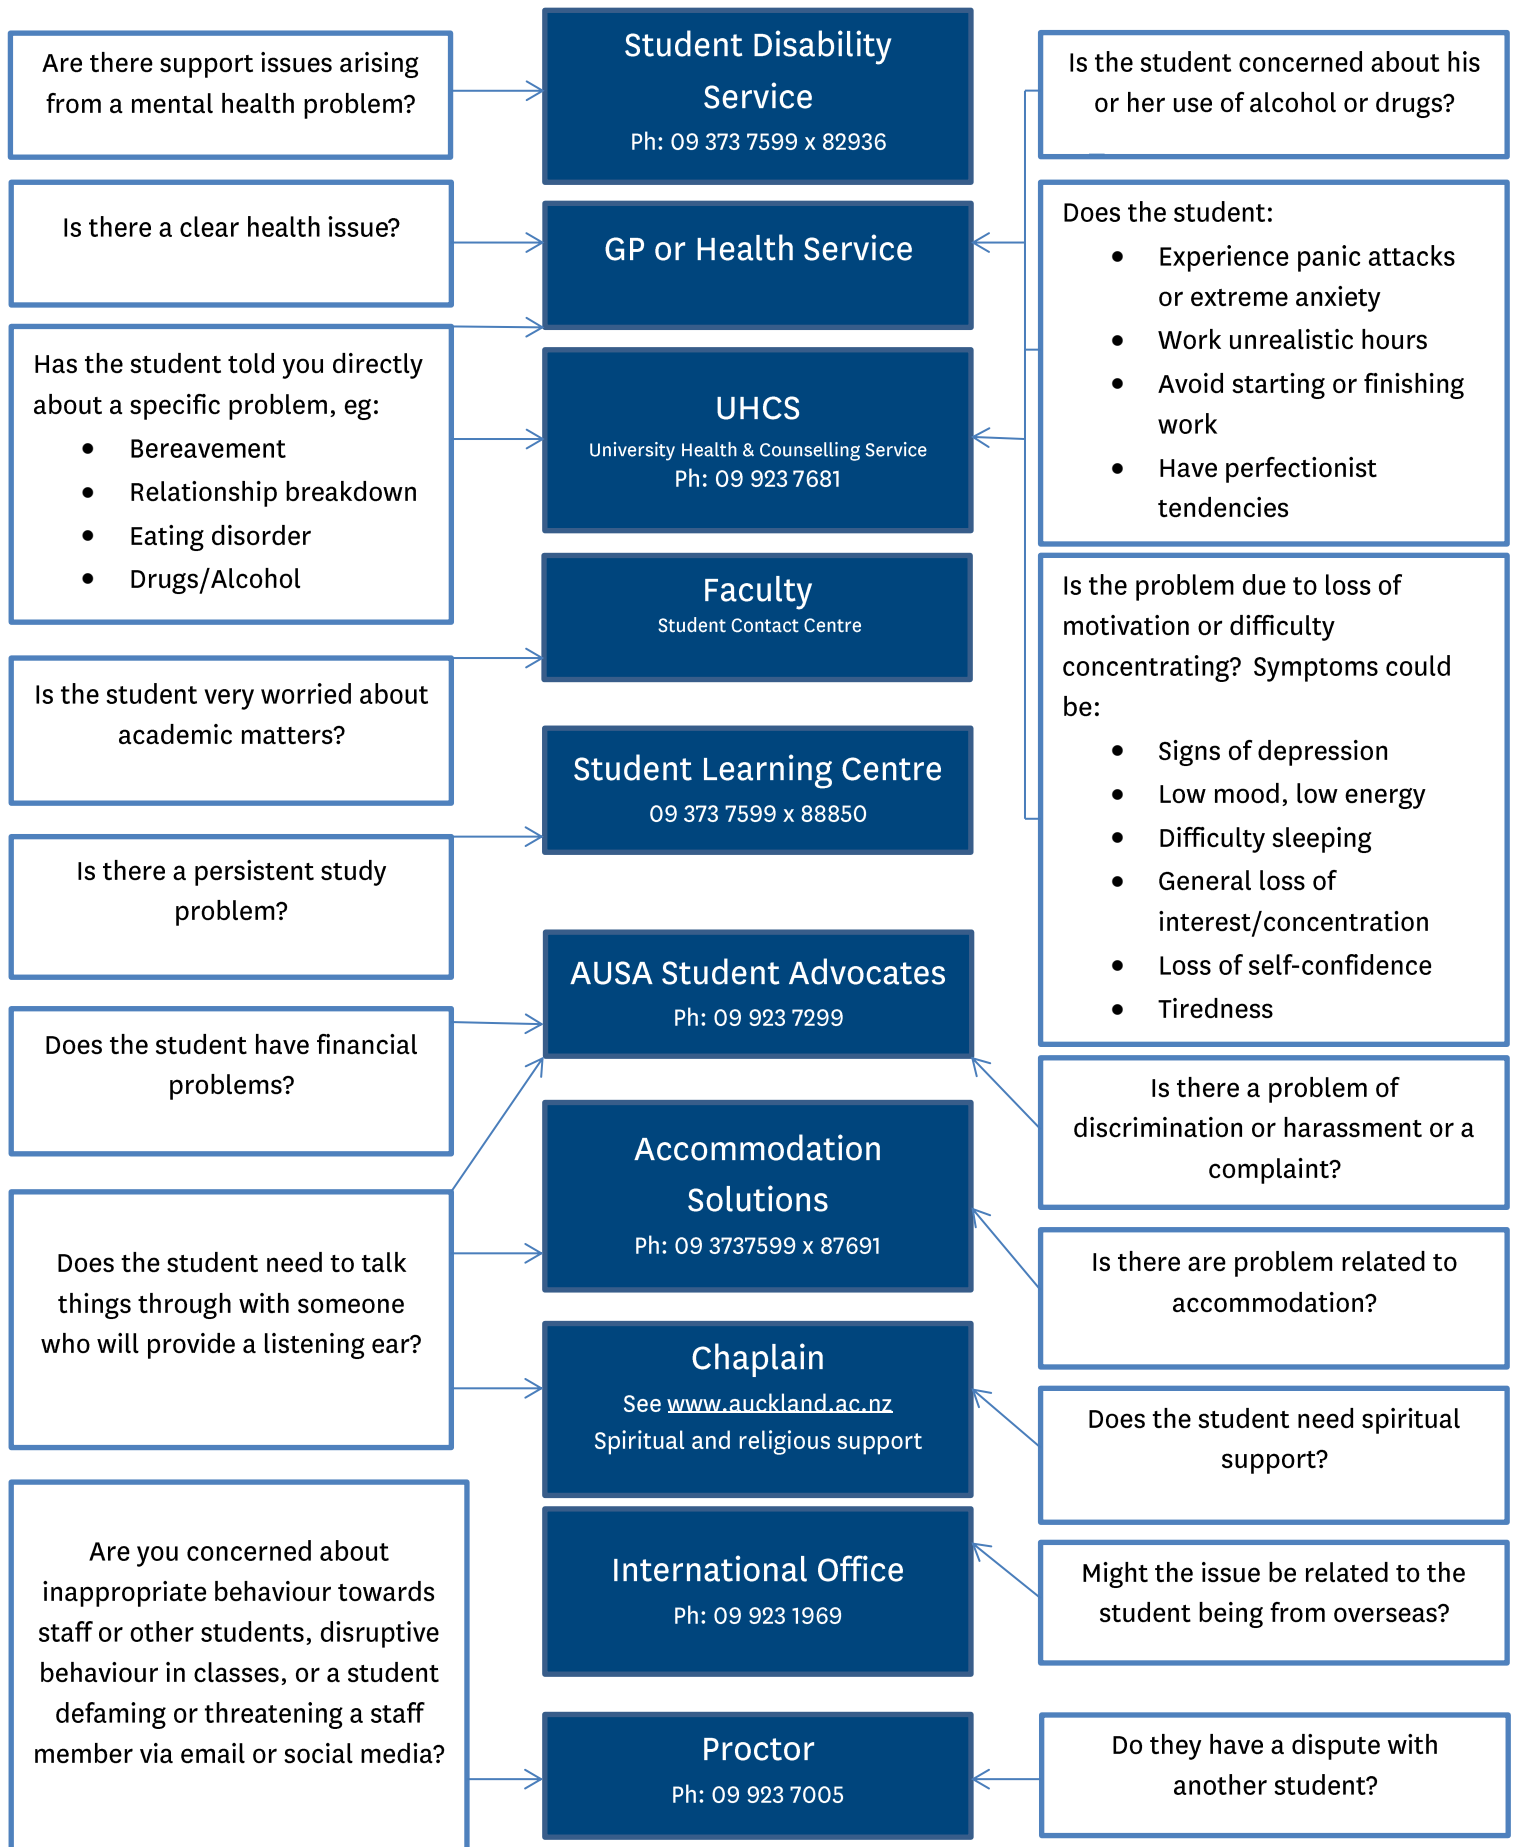 Are there support issues arising
from a mental health problem?
Is there a clear health issue?
Has the student told you directly
about a specific problem, eg:
• Bereavement
• Relationship breakdown
• Eating disorder
• Drugs/Alcohol
Is the student very worried about
academic matters?
Is there a persistent study
problem?
Does the student have financial
problems?
Does the student need to talk
things through with someone
who will provide a listening ear?
Are you concerned about
inappropriate behaviour towards
staff or other students, disruptive
behaviour in classes, or a student
defaming or threatening a staff
member via email or social media?
Student Disability
Service
Ph: 09 373 7599 x 82936
GP or Health Service
UHCS
University Health & Counselling Service
Ph: 09 923 7681
Faculty
Student Contact Centre
Student Learning Centre
09 373 7599 x 88850
AUSA Student Advocates
Ph: 09 923 7299
Accommodation
Solutions
Ph: 09 3737599 x 87691
Chaplain
See www.auckland.ac.nz
Spiritual and religious support
International Office
Ph: 09 923 1969
Proctor
Ph: 09 923 7005
Is the student concerned about his
or her use of alcohol or drugs?
Does the student:
• Experience panic attacks
or extreme anxiety
• Work unrealistic hours
• Avoid starting or finishing
work
• Have perfectionist
tendencies
Is the problem due to loss of
motivation or difficulty
concentrating? Symptoms could
be:
• Signs of depression
• Low mood, low energy
• Difficulty sleeping
• General loss of
interest/concentration
• Loss of self-confidence
• Tiredness
Is there a problem of
discrimination or harassment or a
complaint?
Is there are problem related to
accommodation?
Does the student need spiritual
support?
Might the issue be related to the
student being from overseas?
Do they have a dispute with
another student?